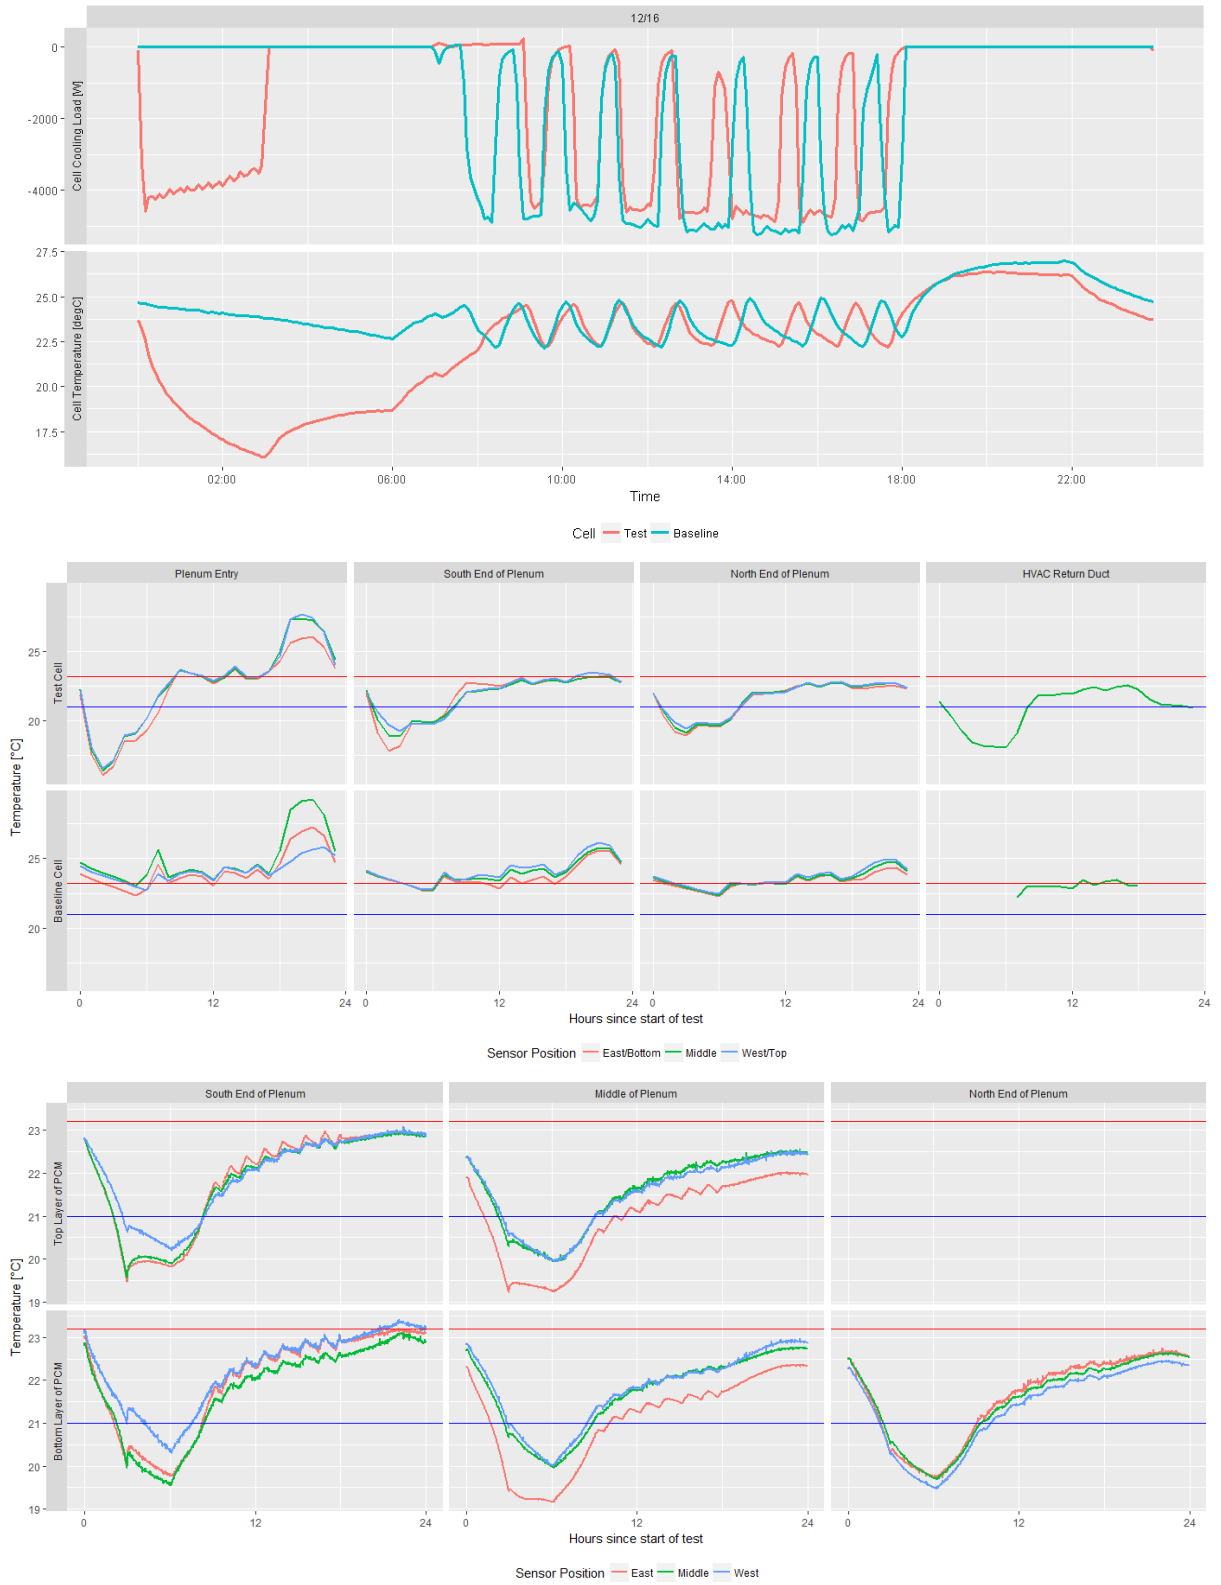 12/16
Cell Cooling Load [W]
0
-2000
-4000
Cell Temperature [degC]
27.5
25.0
22.5
20.0
17.5
02:00 06:00 10:00 14:00 18:00 22:00
Time
Cell Test Baseline
Plenum Entry South End of Plenum North End of Plenum HVAC Return Duct
Temperature [°C]
Test Cell
25
20
Baseline Cell
25
20
0 12 24 0 12 24 0 12 24 0 12 24
Hours since start of test
Sensor Position East/Bottom Middle West/Top
South End of Plenum Middle of Plenum North End of Plenum
Temperature [°C]
Top Layer of PCM
23
22
21
20
19
Bottom Layer of PCM
23
22
21
20
19
0 12 24 0 12 24 0 12 24
Hours since start of test
Sensor Position East Middle West